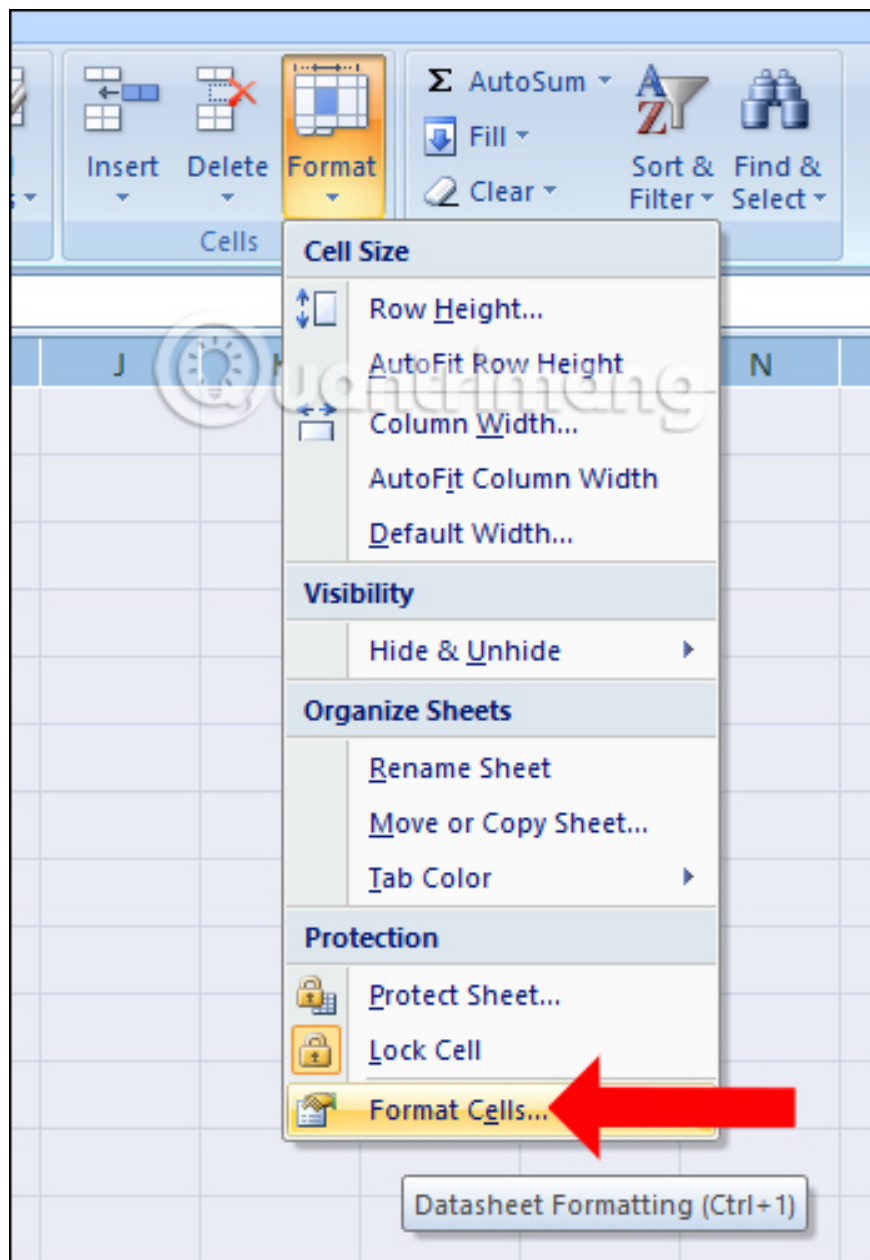 AutoSum
Fill
Clear
Insert
Delete
Format
Sort &
Filter
Find &
Select
Cells
Cell Size
Row Height...
AutoFit Row Height
J
N
Quantrimang
Column Width...
AutoFit Column Width
Default Width...
Visibility
Hide & Unhide
Organize Sheets
Rename Sheet
Move or Copy Sheet...
Tab Color
Protection
Protect Sheet...
Lock Cell
Format Cells...
Datasheet Formatting (Ctrl+1)